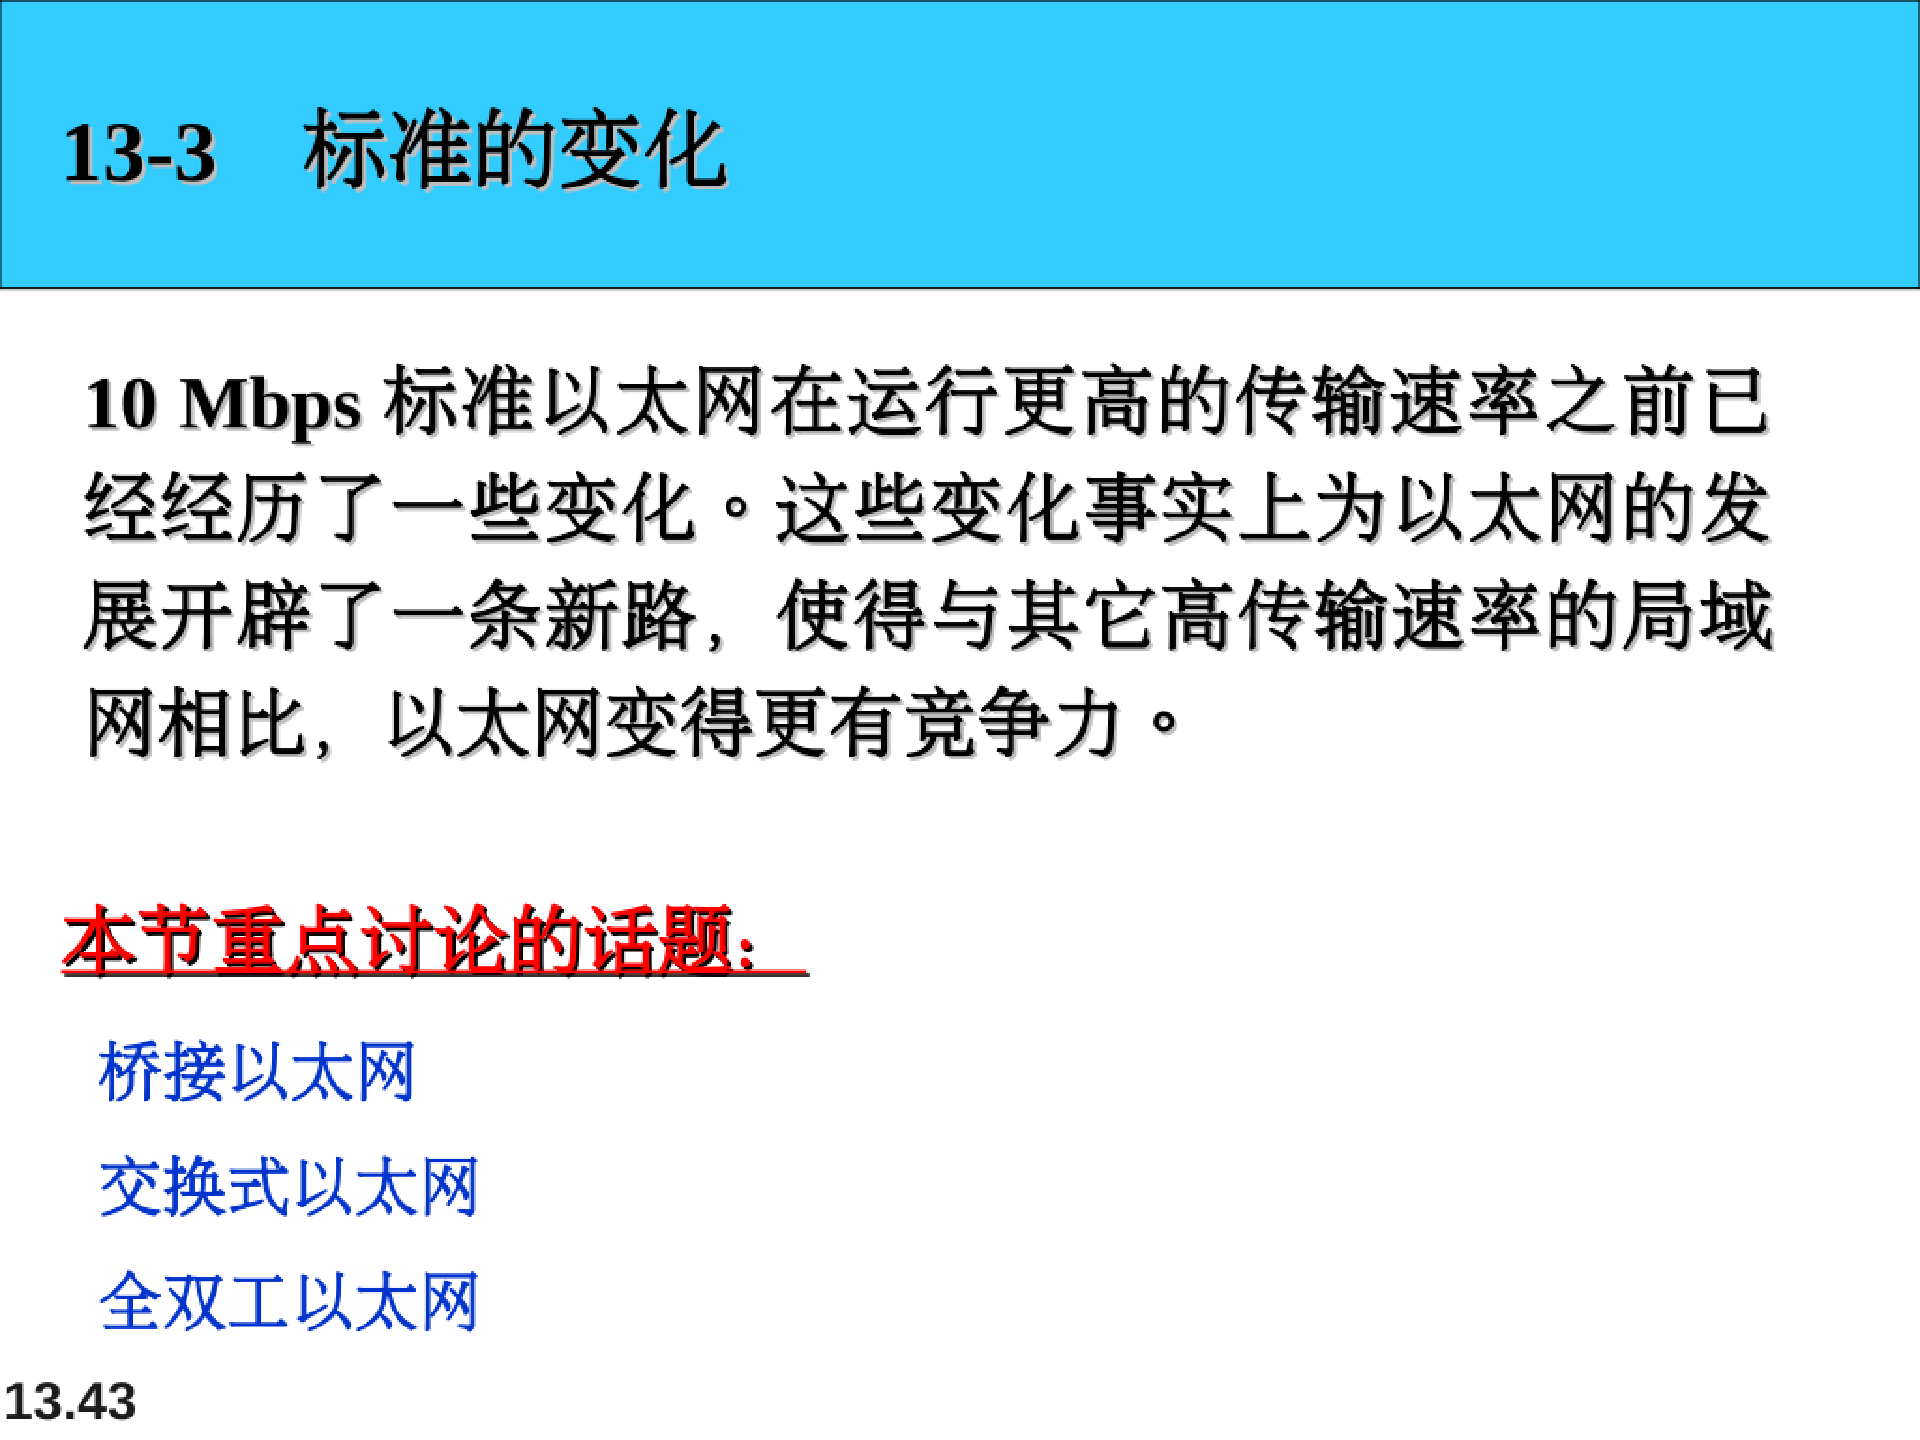 13-3 标准的变化
10 Mbps 标准以太网在运行更高的传输速率之前已
经经历了一些变化。这些变化事实上为以太网的发
展开辟了一条新路，使得与其它高传输速率的局域
网相比，以太网变得更有竞争力。
本节重点讨论的话题：
桥接以太网
交换式以太网
全双工以太网
13.43